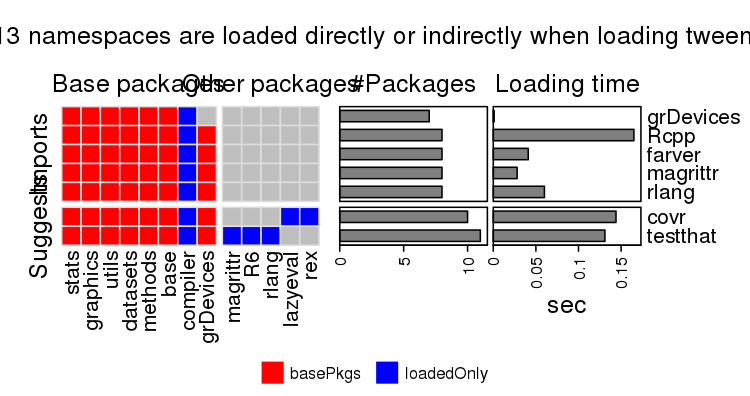 13 namespaces are loaded directly or indirectly when loading tween
Base packages
Other packages
#Packages
Loading time
Imports
Suggests
grDevices
Rcpp
farver
magrittr
rlang
covr
testthat
stats
graphics
utils
datasets
methods
base
compiler
grDevices
magrittr
R6
rlang
lazyeval
rex
0
5
10
0
0.05
0.1
0.15
sec
basePkgs
loadedOnly